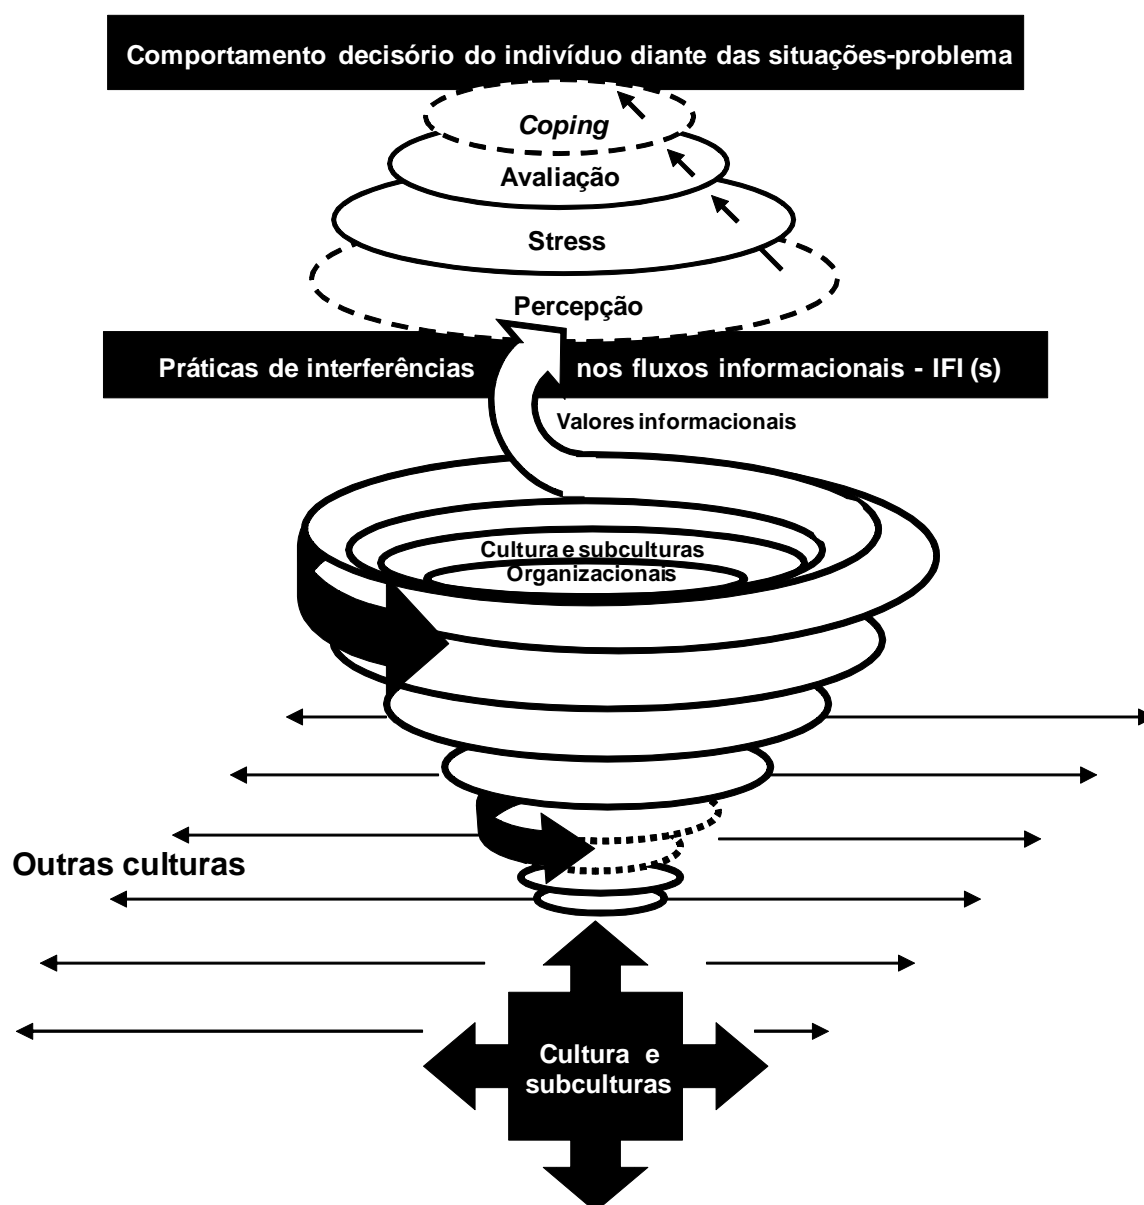 Comportamento decisório do indivíduo diante das situações-problema
Coping
Avaliação
Stress
Percepção
Práticas de interferências nos fluxos informacionais - IFI (s)
Valores informacionais
Cultura e subculturas
Organizacionais
Outras culturas
Cultura e
subculturas